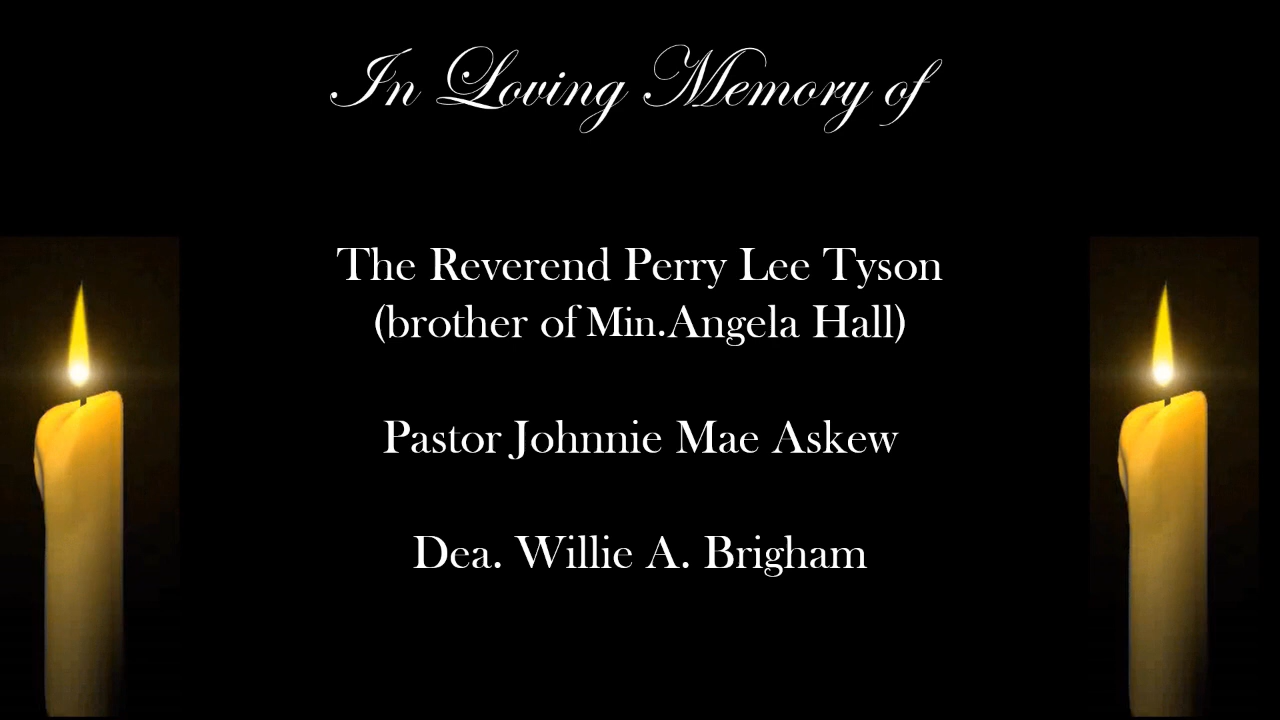 In Loving Memory of
The Reverend Perry Lee Tyson
(brother of Min.Angela Hall)
Pastor Johnnie Mae Askew
Dea. Willie A. Brigham